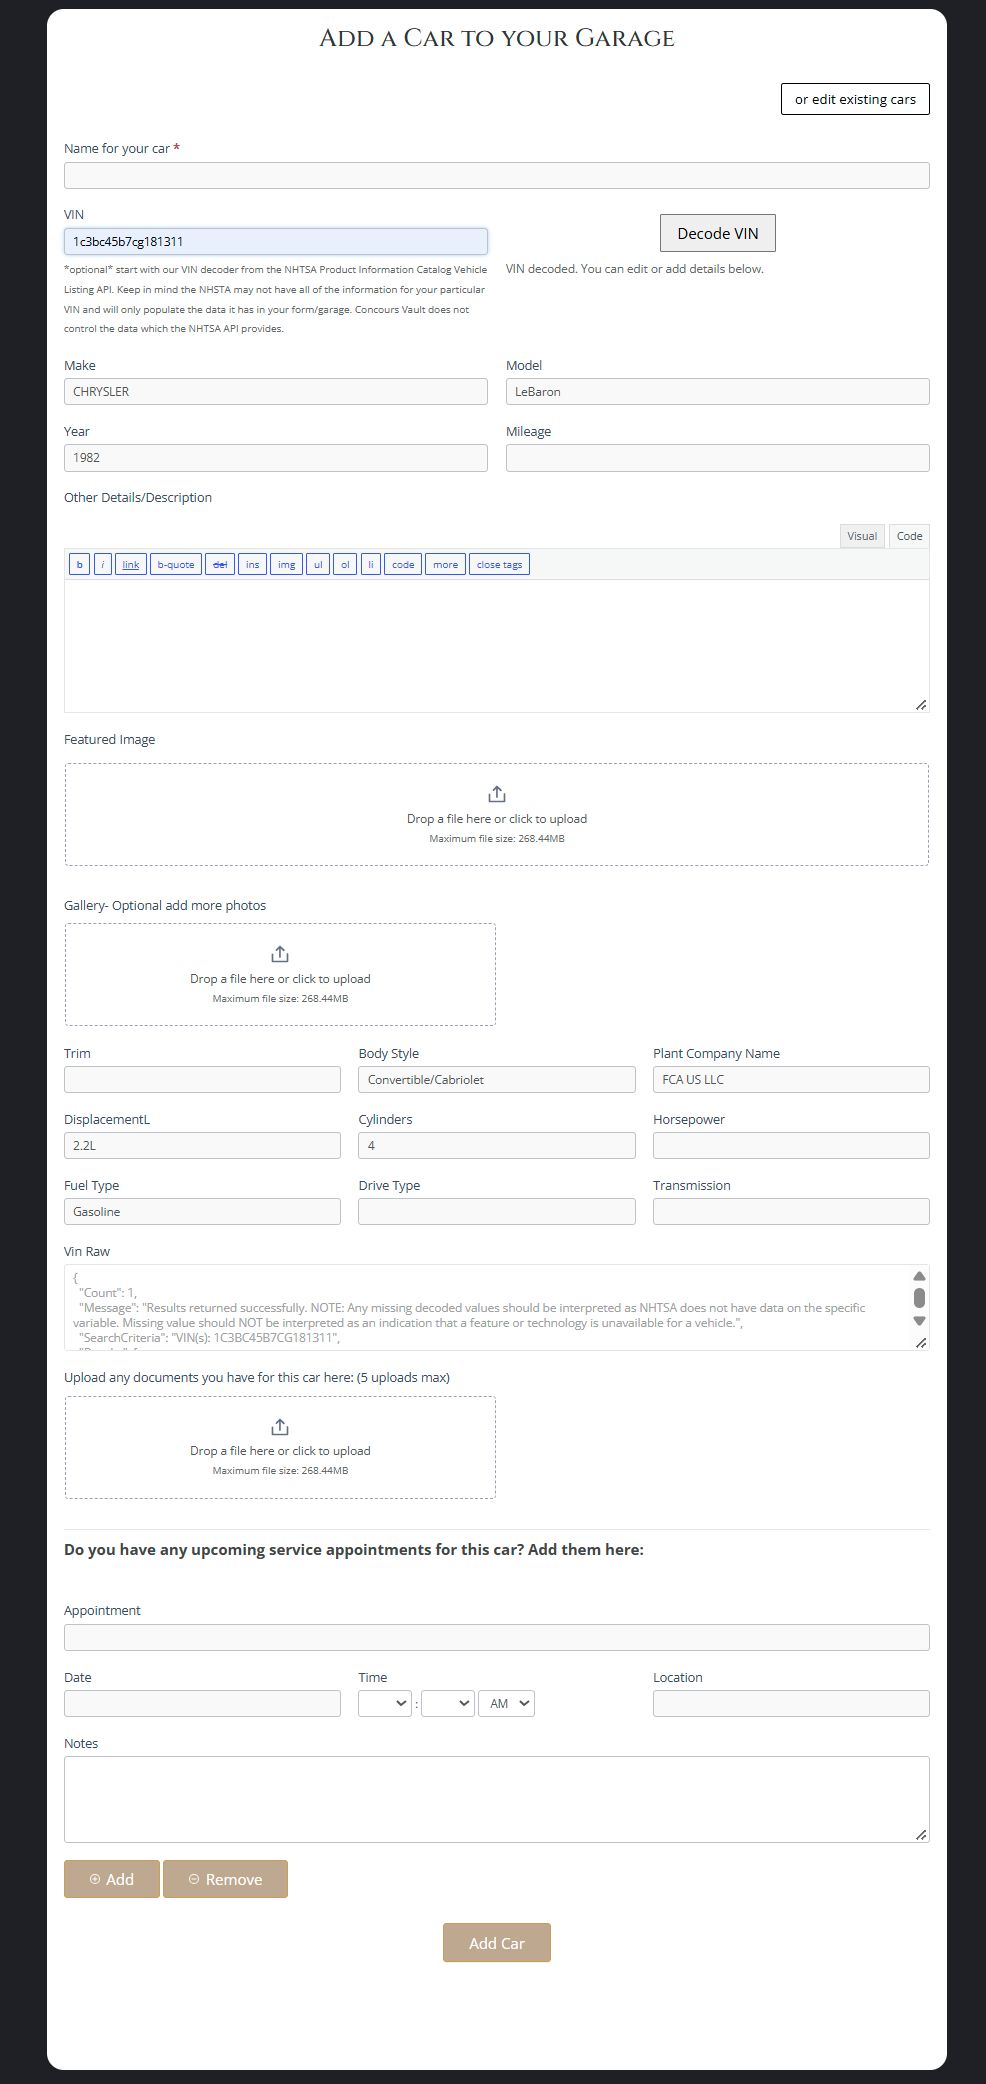 Add a Car to your Garage
or edit existing cars
Name for your car *
VIN
1c3bc45b7cg181311
Decode VIN
*optional* start with our VIN decoder from the NHTSA Product Information Catalog Vehicle
Listing API. Keep in mind the NHSTA may not have all of the information for your particular
VIN and will only populate the data it has in your form/garage. Concours Vault does not
control the data which the NHTSA API provides.
VIN decoded. You can edit or add details below.
Make
Model
CHRYSLER
LeBaron
Year
Mileage
1982
Other Details/Description
Visual
Code
b
i
link
b-quote
del
ins
img
ul
ol
li
code
more
close tags
Featured Image
Drop a file here or click to upload
Maximum file size: 268.44MB
Gallery- Optional add more photos
Drop a file here or click to upload
Maximum file size: 268.44MB
Trim
Body Style
Plant Company Name
Convertible/Cabriolet
FCA US LLC
DisplacementL
Cylinders
Horsepower
2.2L
4
Fuel Type
Drive Type
Transmission
Gasoline
Vin Raw
{
"Count": 1,
"Message": "Results returned successfully. NOTE: Any missing decoded values should be interpreted as NHTSA does not have data on the specific
variable. Missing value should NOT be interpreted as an indication that a feature or technology is unavailable for a vehicle.",
"SearchCriteria": "VIN(s): 1C3BC45B7CG181311",
Upload any documents you have for this car here: (5 uploads max)
Drop a file here or click to upload
Maximum file size: 268.44MB
Do you have any upcoming service appointments for this car? Add them here:
Appointment
Date
Time
Location
:
AM
Notes
Add
Remove
Add Car